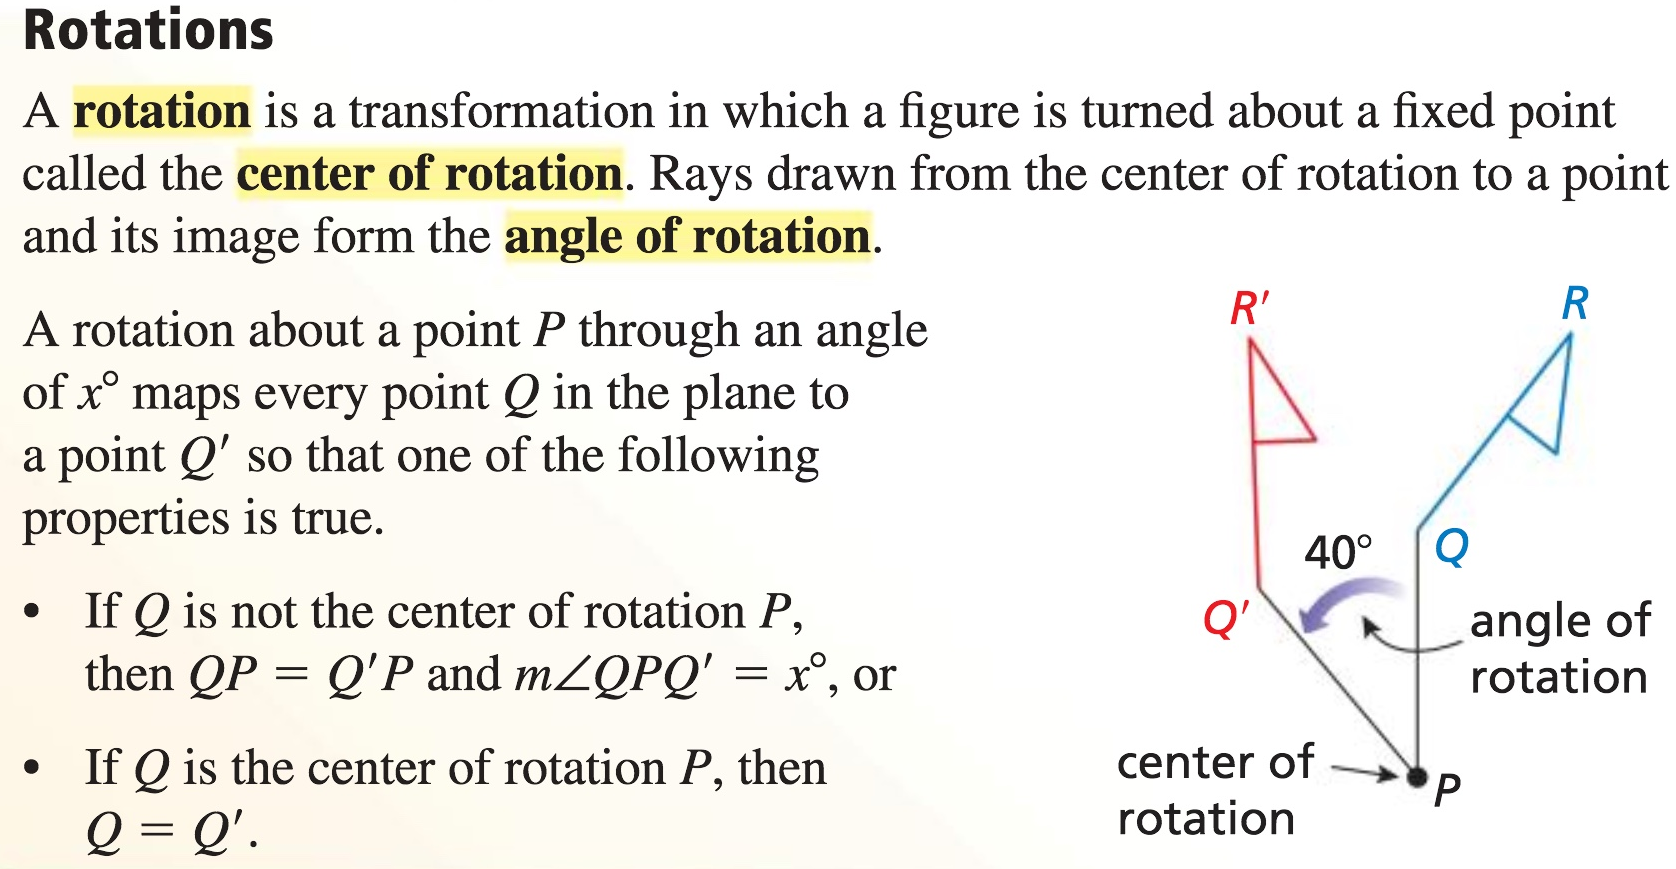 Rotations
A rotation is a transformation in which a figure is turned about a fixed point
called the center of rotation. Rays drawn from the center of rotation to a point
and its image form the angle of rotation.
A rotation about a point P through an angle
of x° maps every point Q in the plane to
a point Q′ so that one of the following
properties is true.
• If Q is not the center of rotation P,
then QP = Q′P and m∠QPQ′ = x°, or
• If Q is the center of rotation P, then
Q = Q′.
R′
R
40°
Q
Q′
angle of
rotation
center of
rotation
P